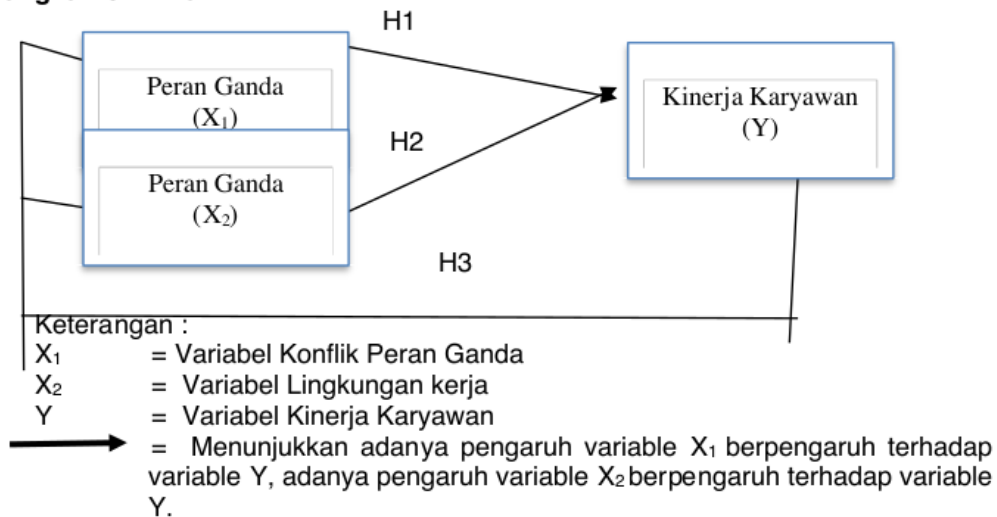 H1
Peran Ganda
(X₁)
Kinerja Karyawan
(Y)
H2
Peran Ganda
(X₂)
H3
Keterangan :
X₁ = Variabel Konflik Peran Ganda
X₂ = Variabel Lingkungan kerja
Y = Variabel Kinerja Karyawan
= Menunjukkan adanya pengaruh variable X₁ berpengaruh terhadap
variable Y, adanya pengaruh variable X₂ berpengaruh terhadap variable
Y.